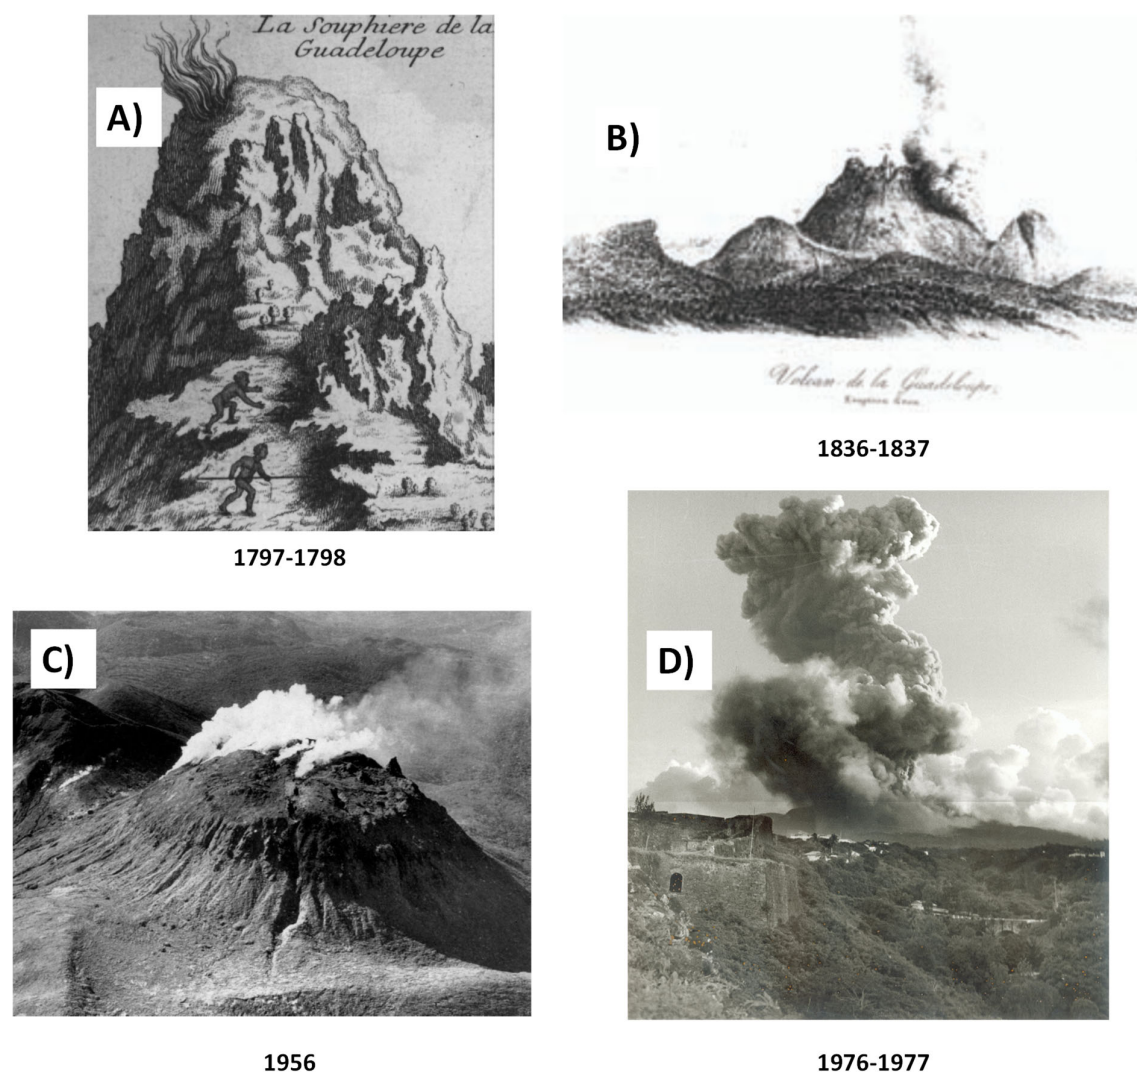 La Souphiere de la
Guadeloupe
A)
1797-1798
B)
Volcan de la Guadeloupe.
1836-1837
C)
1956
D)
1976-1977